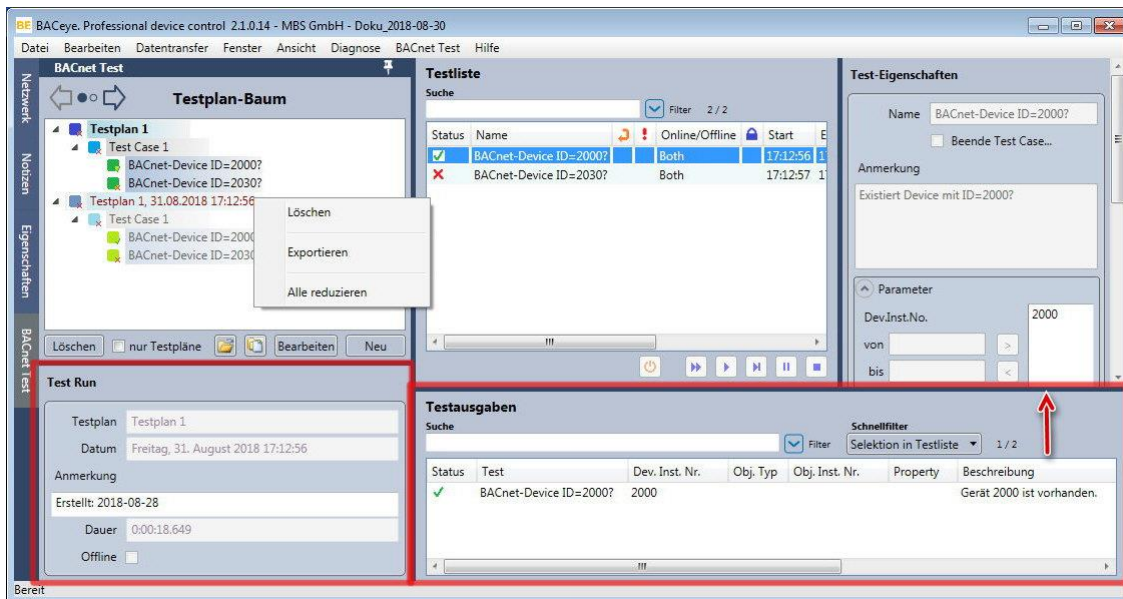 BE BACeye. Professional device control 2.1.0.14 - MBS GmbH - Doku_2018-08-30
Datei Bearbeiten Datentransfer Fenster Ansicht Diagnose BACnet Test Hilfe
Netzwerk
Notizen
Eigenschaften
BACnet Test
BACnet Test
Testplan-Baum
Testplan 1
Test Case 1
BACnet-Device ID=2000?
BACnet-Device ID=2030?
Testplan 1, 31.08.2018 17:12:56
Test Case 1
BACnet-Device ID=2000
BACnet-Device ID=2030
Löschen
Exportieren
Alle reduzieren
Löschen nur Testpläne Bearbeiten Neu
Test Run
Testplan Testplan 1
Datum Freitag, 31. August 2018 17:12:56
Anmerkung
Erstellt: 2018-08-28
Dauer 0:00:18.649
Offline
Bereit
Testliste
Suche
Filter 2 / 2
Status Name Online/Offline Start E
BACnet-Device ID=2000? Both 17:12:56 1
BACnet-Device ID=2030? Both 17:12:57 1
Test-Eigenschaften
Name BACnet-Device ID=2000?
Beende Test Case...
Anmerkung
Existiert Device mit ID=2000?
Parameter
Dev.Inst.No. 2000
von >
bis <
Testausgaben
Suche
Filter
Schnellfilter
Selektion in Testliste 1 / 2
Status Test Dev. Inst. Nr. Obj. Typ Obj. Inst. Nr. Property Beschreibung
BACnet-Device ID=2000? 2000 Gerät 2000 ist vorhanden.